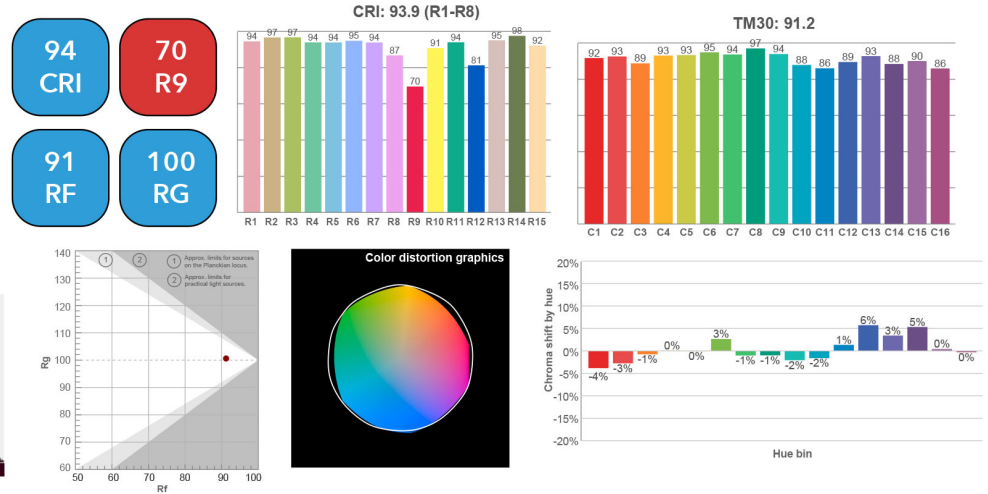 94
CRI
70
R9
91
RF
100
RG
CRI: 93.9 (R1-R8)
94 97 97 94 94 95 94 87 70 91 94 81 95 98 92
R1 R2 R3 R4 R5 R6 R7 R8 R9 R10 R11 R12 R13 R14 R15
TM30: 91.2
92 93 89 93 93 95 94 97 94 88 86 89 93 88 90 86
C1 C2 C3 C4 C5 C6 C7 C8 C9 C10 C11 C12 C13 C14 C15 C16
140
130
120
110
100
90
80
70
60
Rg
50 60 70 80 90 100
Rf
1
2
1 Approx. limits for sources
on the Planckian locus.
2 Approx. limits for
practical light sources.
Color distortion graphics
Chroma shift by hue
20%
15%
10%
5%
0%
-5%
-10%
-15%
-20%
-4% -3% -1% 0% 0% 3% -1% -1% -2% -2% 1% 6% 3% 5% 0% -0%
Hue bin